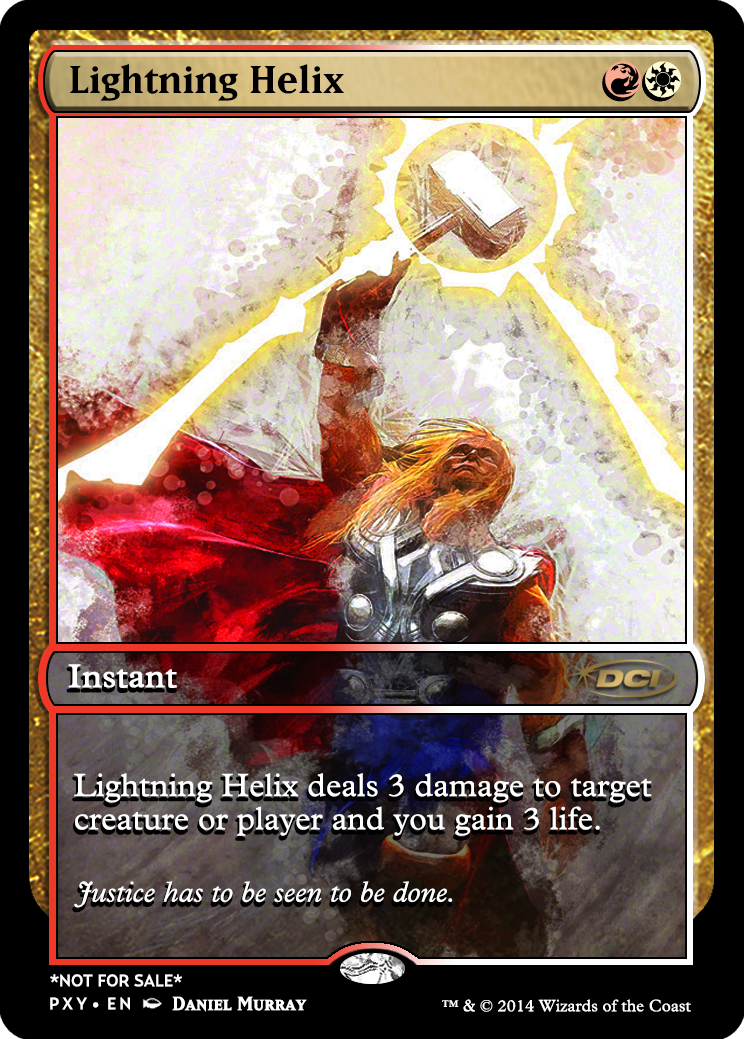 Lightning Helix
Instant
DCI
Lightning Helix deals 3 damage to target
creature or player and you gain 3 life.
Justice has to be seen to be done.
*NOT FOR SALE*
PXY • EN Daniel Murray
™ & © 2014 Wizards of the Coast